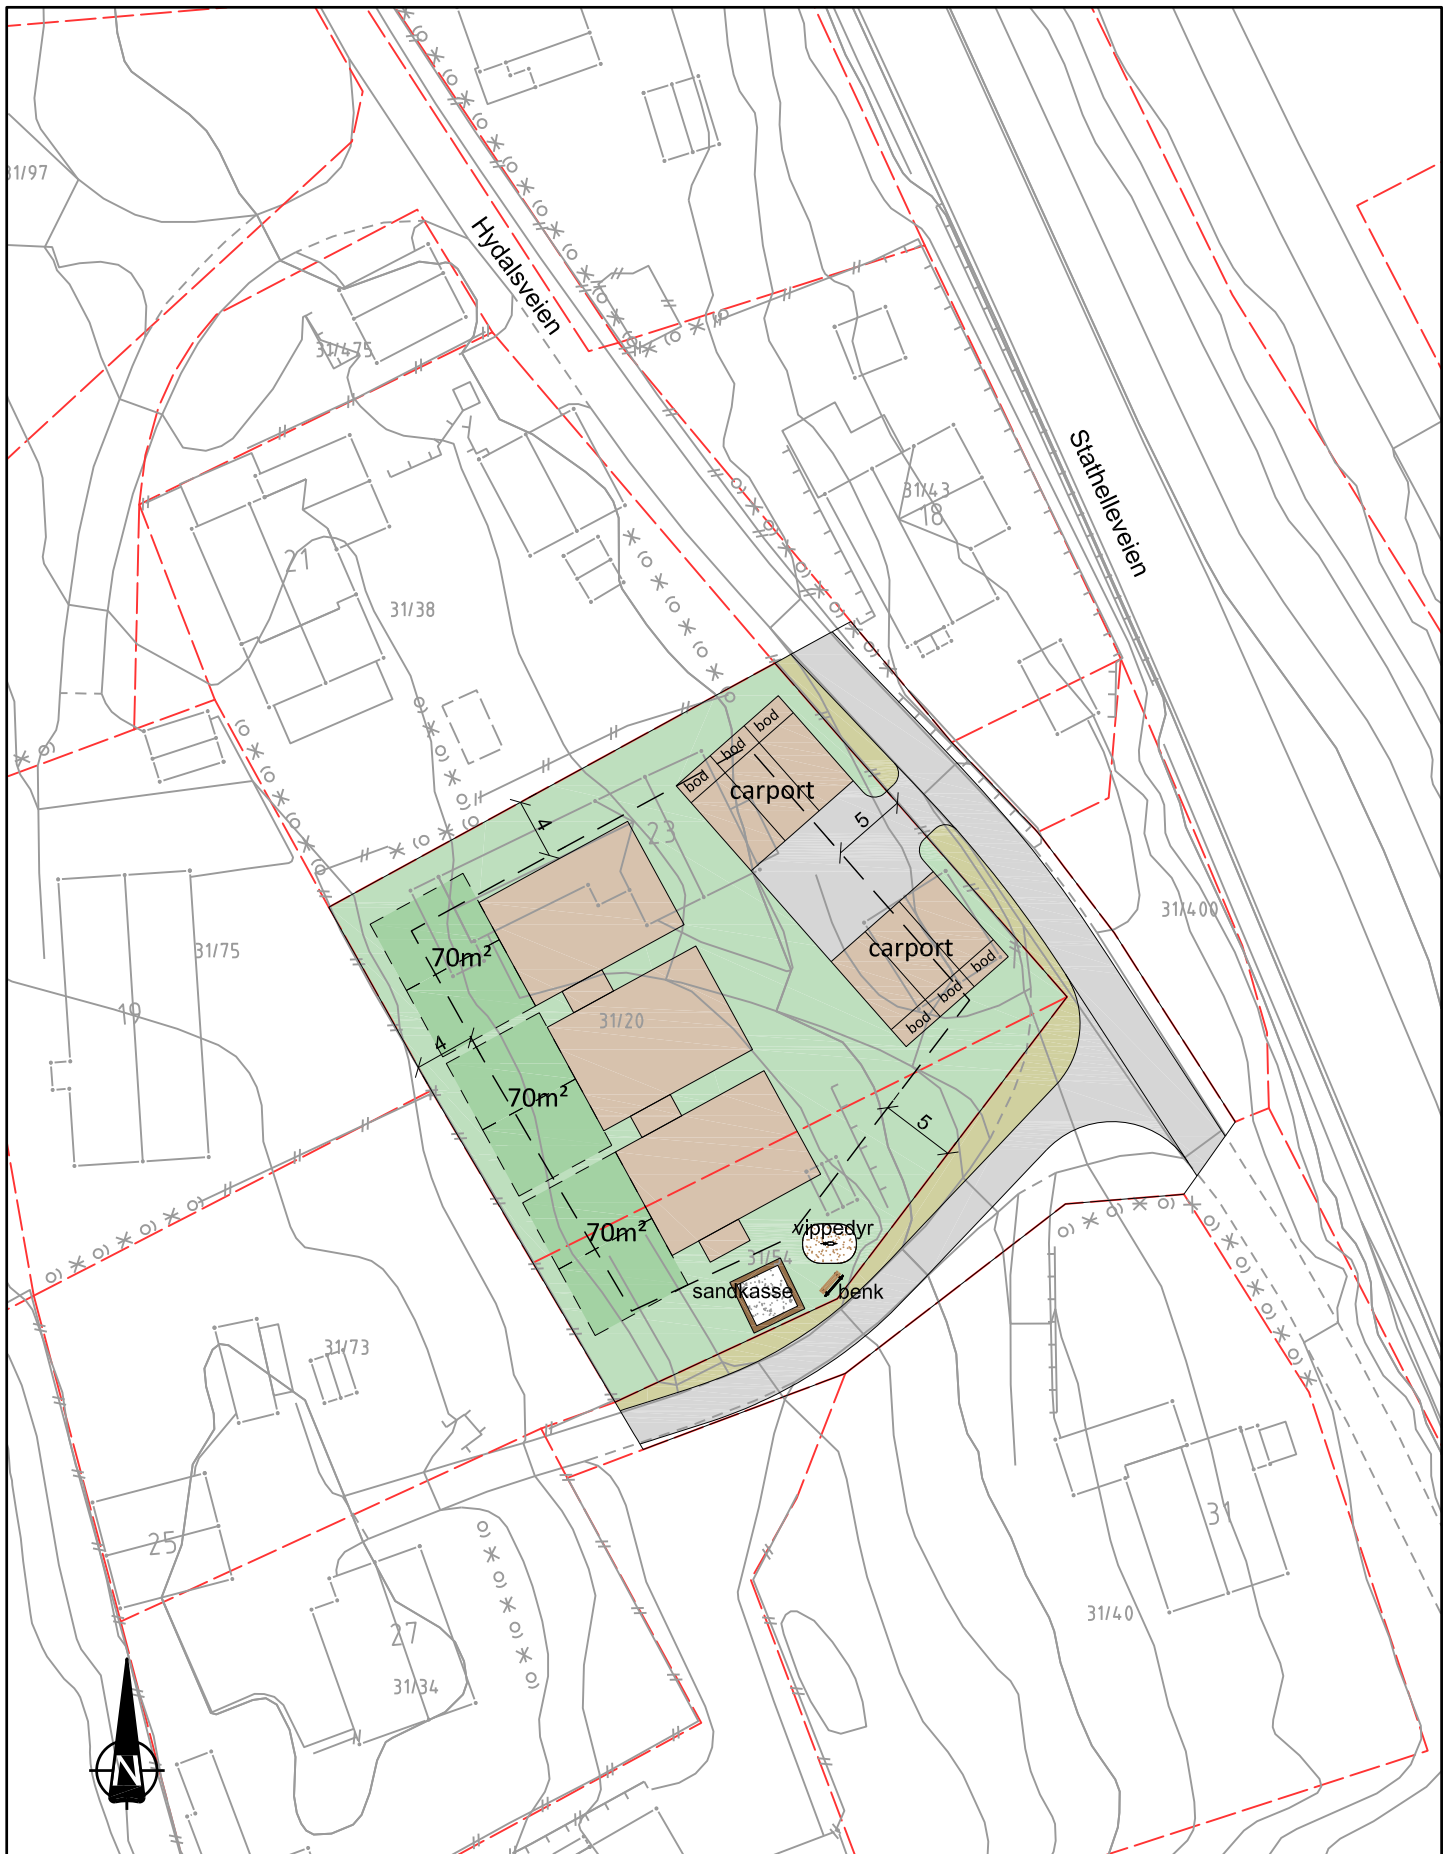 31/97
Hydalsveien
31/475
Stathelleveien
31/43
18
21
31/38
bod
bod
bod
carport
4
23
5
31/400
carport
31/75
70m²
bod
bod
bod
19
31/20
4
70m²
5
70m²
vippedyr
31/54
sandkasse
benk
31/73
31
25
31/40
27
31/34
N